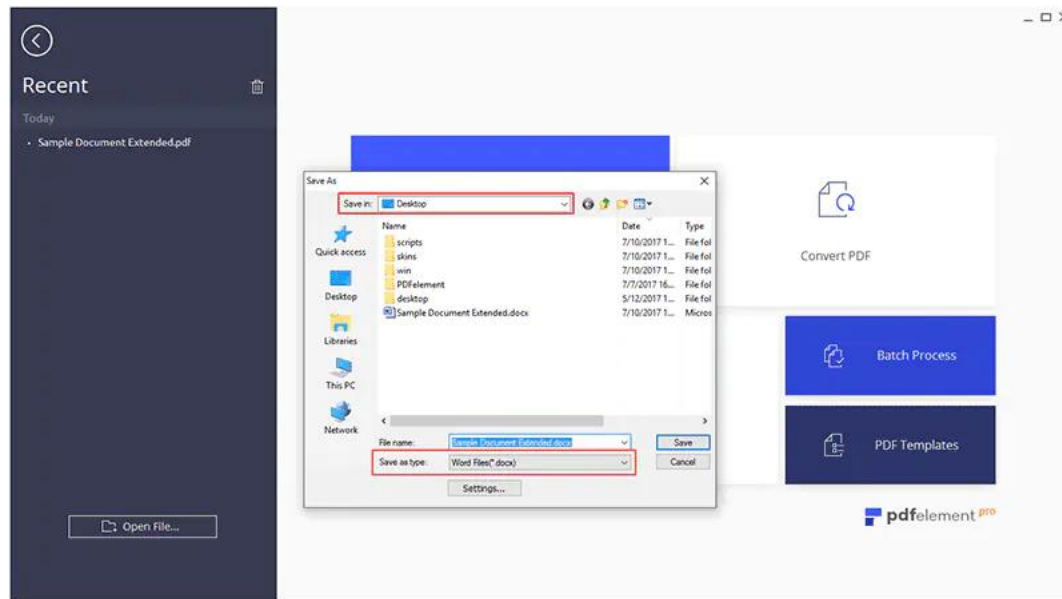 Recent
Today
• Sample Document Extended.pdf
Open File...
Save As
Save in: Desktop
Name Date Type
scripts 7/10/2017 1... File fol
skins 7/10/2017 1... File fol
win 7/10/2017 1... File fol
PDFelement 7/7/2017 16... File fol
desktop 5/12/2017 1... File fol
Sample Document Extended.docx 7/10/2017 1... Micros
Quick access
Desktop
Libraries
This PC
Network
File name: Sample Document Extended.docx Save
Save as type: Word Files(*.docx) Cancel
Settings...
Convert PDF
Batch Process
PDF Templates
pdfelement pro